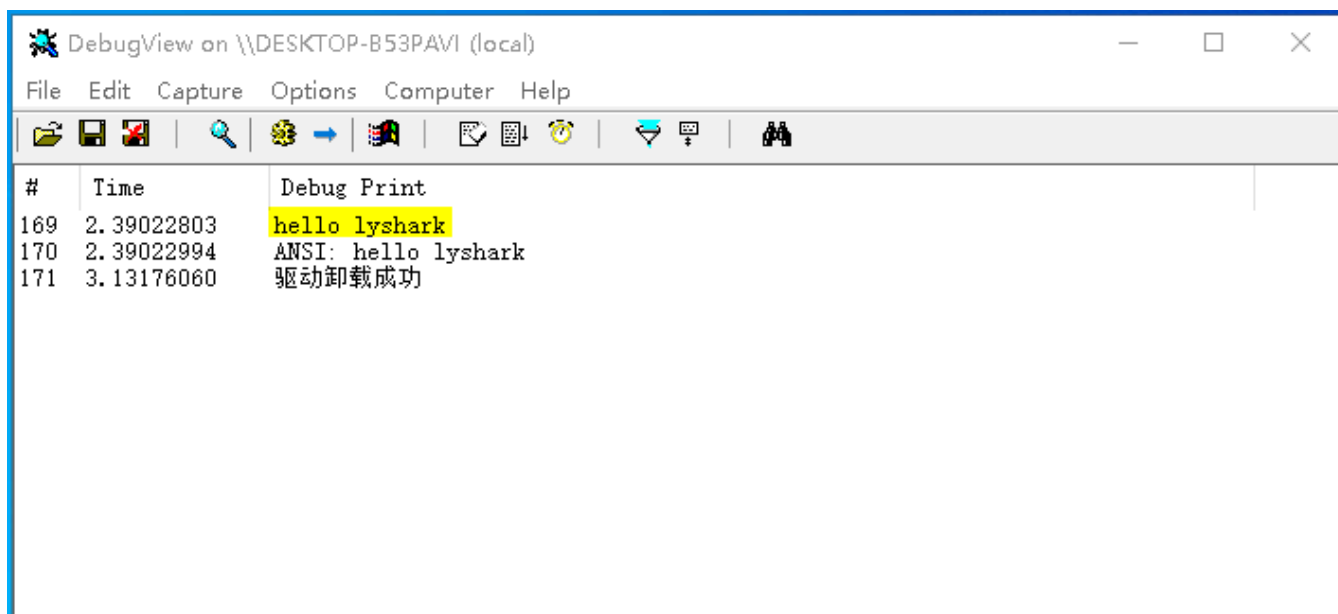 DebugView on \\DESKTOP-B53PAVI (local)
File Edit Capture Options Computer Help
# Time Debug Print
169 2.39022803 hello lyshark
170 2.39022994 ANSI: hello lyshark
171 3.13176060 驱动卸载成功